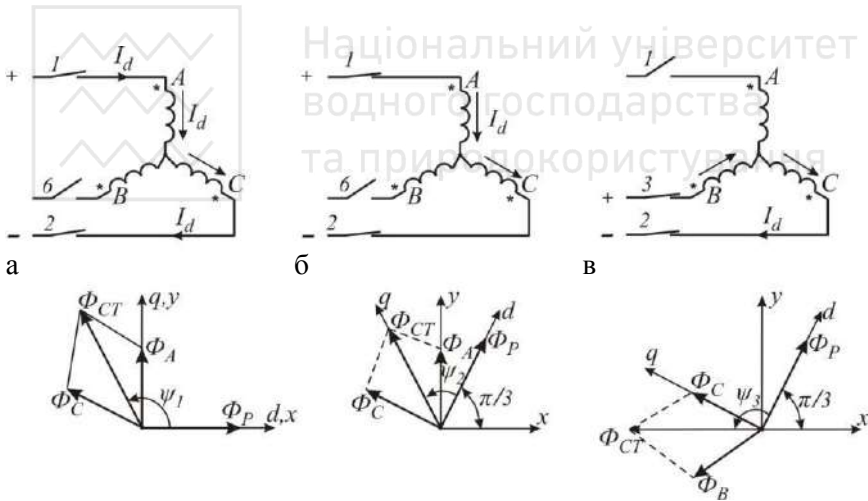 Національний університет
водного господарства
та природокористування
+ 1 I_d A
* I_d
6 * B C
*
− 2 I_d
+ 1 A
* I_d
6 * B C
*
− 2
1 A
*
+ 3 * B C
*
− 2 I_d
а б в
Φ_CT q,y
Φ_A
Φ_C ψ_1
Φ_P d,x
q y d
Φ_CT Φ_A Φ_P
ψ_2
Φ_C π/3
x
y d
Φ_P
q Φ_C ψ_3 π/3
Φ_CT x
Φ_B